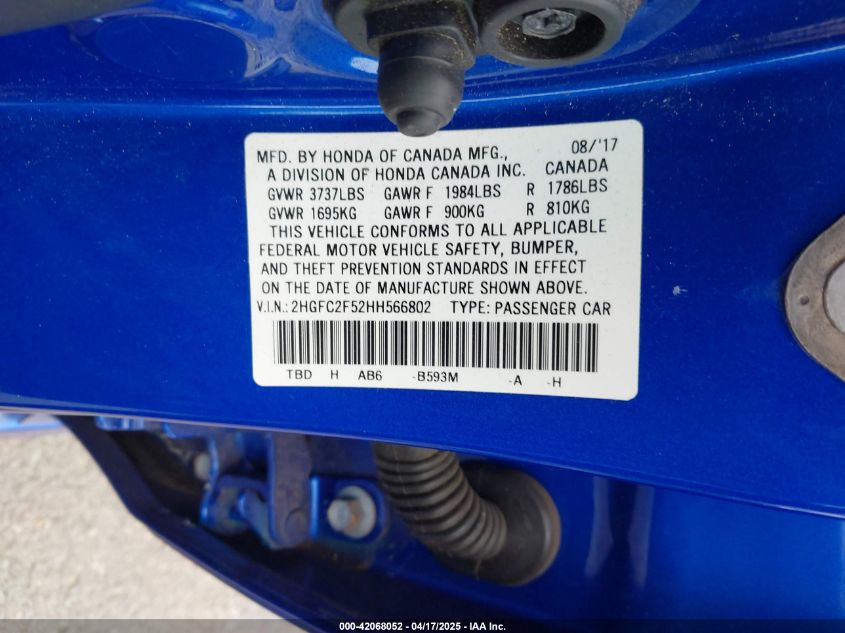 MFD. BY HONDA OF CANADA MFG., 08/'17
A DIVISION OF HONDA CANADA INC. CANADA
GVWR 3737LBS GAWR F 1984LBS R 1786LBS
GVWR 1695KG GAWR F 900KG R 810KG
THIS VEHICLE CONFORMS TO ALL APPLICABLE
FEDERAL MOTOR VEHICLE SAFETY, BUMPER,
AND THEFT PREVENTION STANDARDS IN EFFECT
ON THE DATE OF MANUFACTURE SHOWN ABOVE.
V.I.N.: 2HGFC2F52HH566802 TYPE: PASSENGER CAR
TBD H AB6 -B593M -A -H
000-42068052 - 04/17/2025 - IAA Inc.